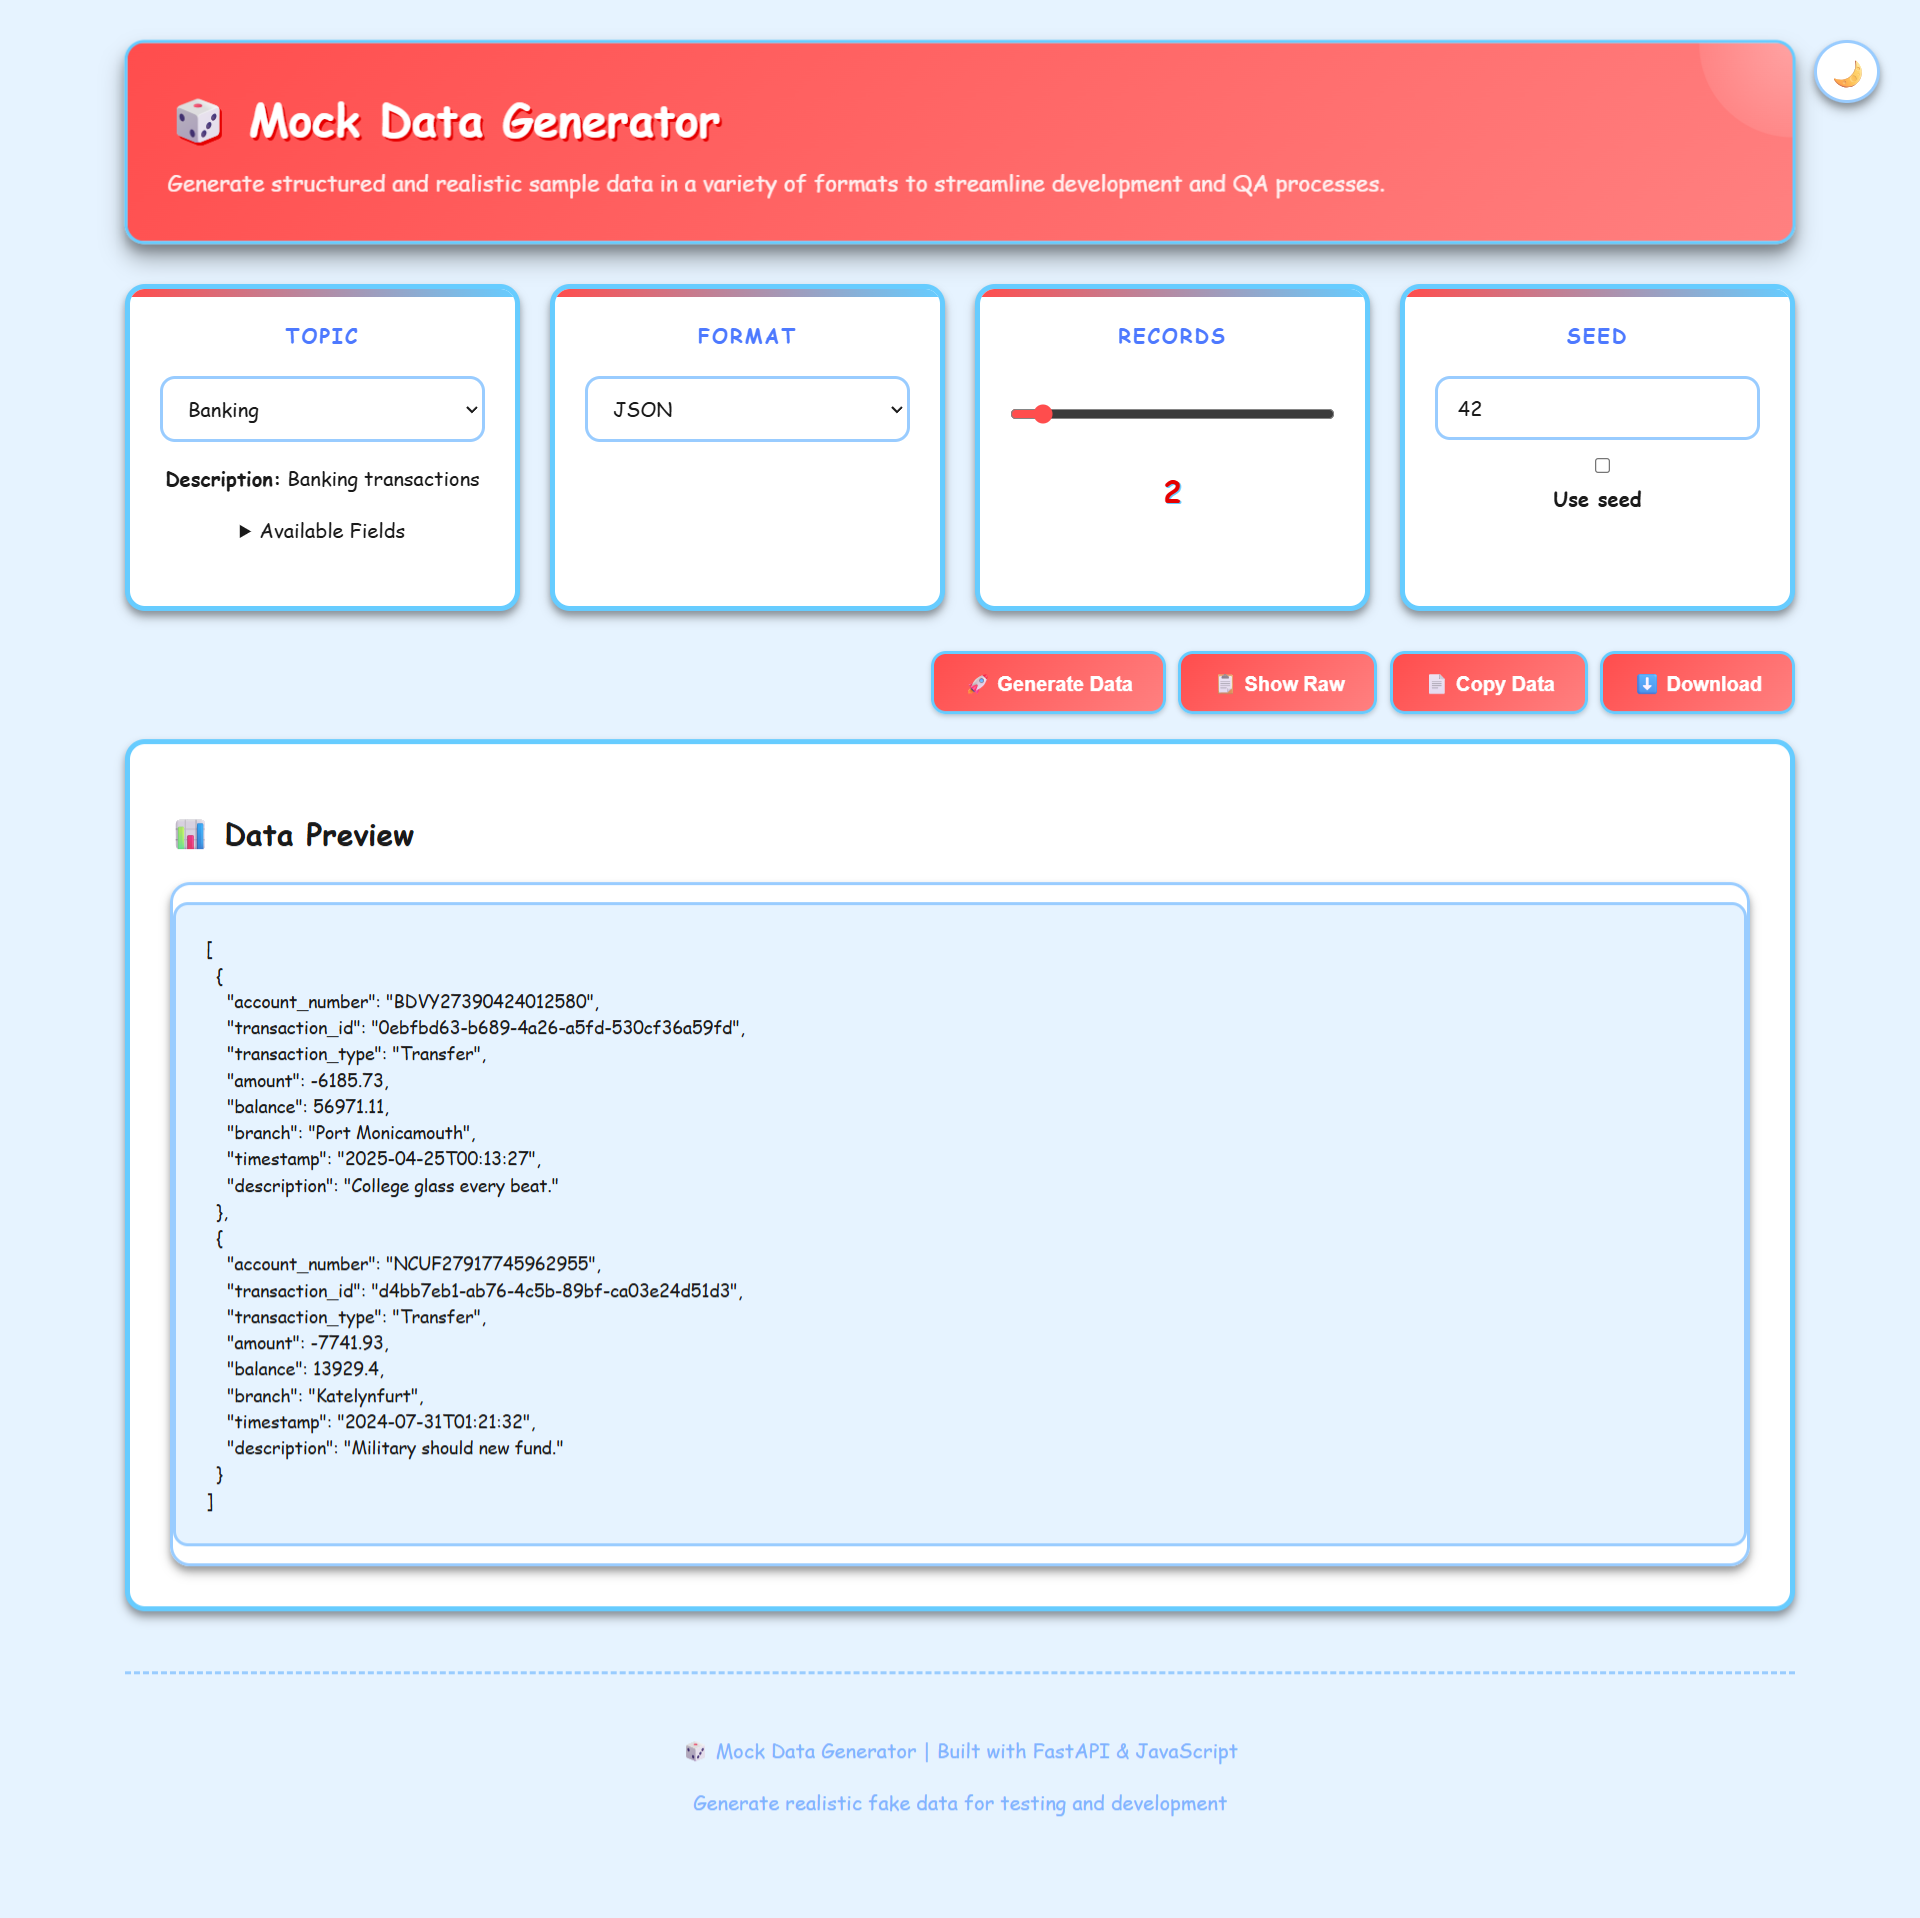 Mock Data Generator
Generate structured and realistic sample data in a variety of formats to streamline development and QA processes.
TOPIC
Banking
Description: Banking transactions
Available Fields
FORMAT
JSON
RECORDS
2
SEED
42
Use seed
Generate Data
Show Raw
Copy Data
Download
Data Preview
[
  {
    "account_number": "BDVY27390424012580",
    "transaction_id": "0ebfbd63-b689-4a26-a5fd-530cf36a59fd",
    "transaction_type": "Transfer",
    "amount": -6185.73,
    "balance": 56971.11,
    "branch": "Port Monicamouth",
    "timestamp": "2025-04-25T00:13:27",
    "description": "College glass every beat."
  },
  {
    "account_number": "NCUF27917745962955",
    "transaction_id": "d4bb7eb1-ab76-4c5b-89bf-ca03e24d51d3",
    "transaction_type": "Transfer",
    "amount": -7741.93,
    "balance": 13929.4,
    "branch": "Katelynfurt",
    "timestamp": "2024-07-31T01:21:32",
    "description": "Military should new fund."
  }
]
Mock Data Generator | Built with FastAPI & JavaScript
Generate realistic fake data for testing and development